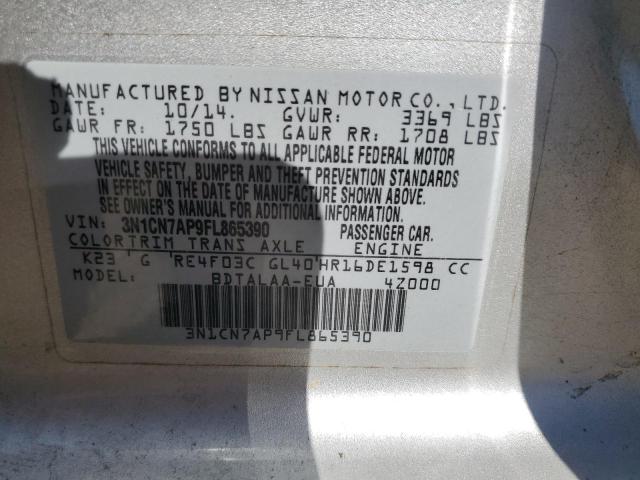 MANUFACTURED BY NISSAN MOTOR CO., LTD.
DATE: 10/14. GVWR: 3369 LBS
GAWR FR: 1750 LBS GAWR RR: 1708 LBS
THIS VEHICLE CONFORMS TO ALL APPLICABLE FEDERAL MOTOR
VEHICLE SAFETY, BUMPER AND THEFT PREVENTION STANDARDS
IN EFFECT ON THE DATE OF MANUFACTURE SHOWN ABOVE.
SEE OWNER'S MANUAL FOR ADDITIONAL INFORMATION.
VIN: 3N1CN7AP9FL865390 PASSENGER CAR.
COLOR TRIM TRANS AXLE ENGINE
K23 ' G 'RE4F03C GL40'HR16DE1598 CC
MODEL: BDTALAA-EUA 4Z000
3N1CN7AP9FL865390